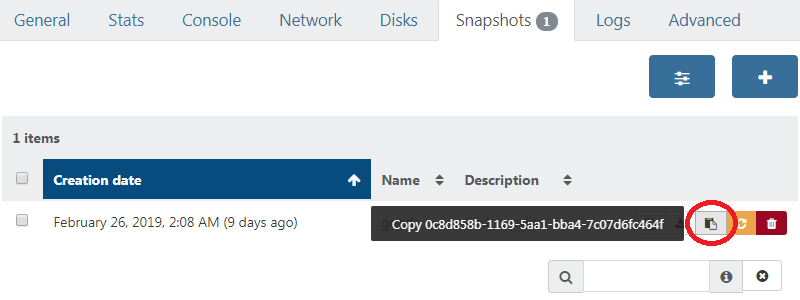 General Stats Console Network Disks Snapshots 1 Logs Advanced
1 items
Creation date Name Description
February 26, 2019, 2:08 AM (9 days ago) Copy 0c8d858b-1169-5aa1-bba4-7c07d6fc464f